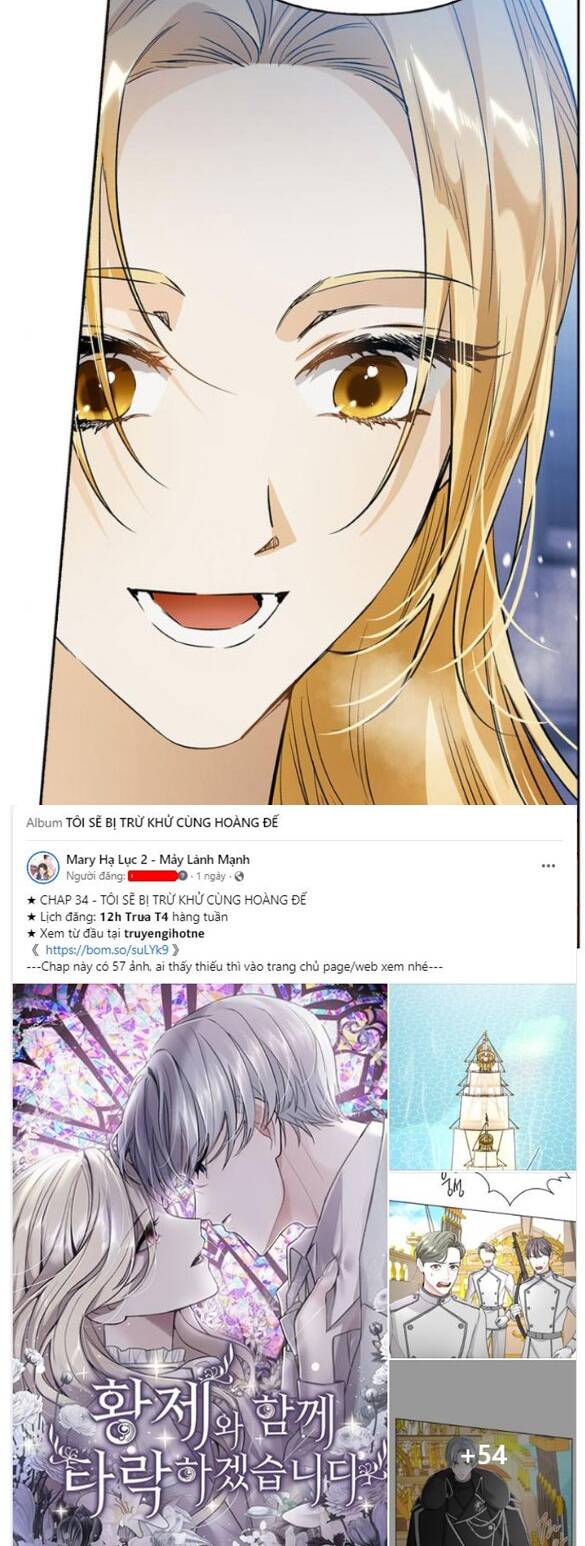 Album TÔI SẼ BỊ TRỪ KHỬ CÙNG HOÀNG ĐẾ
Mary Hạ Lục 2 - Mảy Lảnh Mạnh
Người đăng: · 1 ngày ·
★ CHAP 34 - TÔI SẼ BỊ TRỪ KHỬ CÙNG HOÀNG ĐẾ
★ Lịch đăng: 12h Trua T4 hàng tuần
★ Xem từ đầu tại truyengihotne
《 https://bom.so/suLYk9 》
---Chap này có 57 ảnh. ai thấy thiếu thì vào trang chủ page/web xem nhé---
황제와 함께
타락하겠습니다
+54